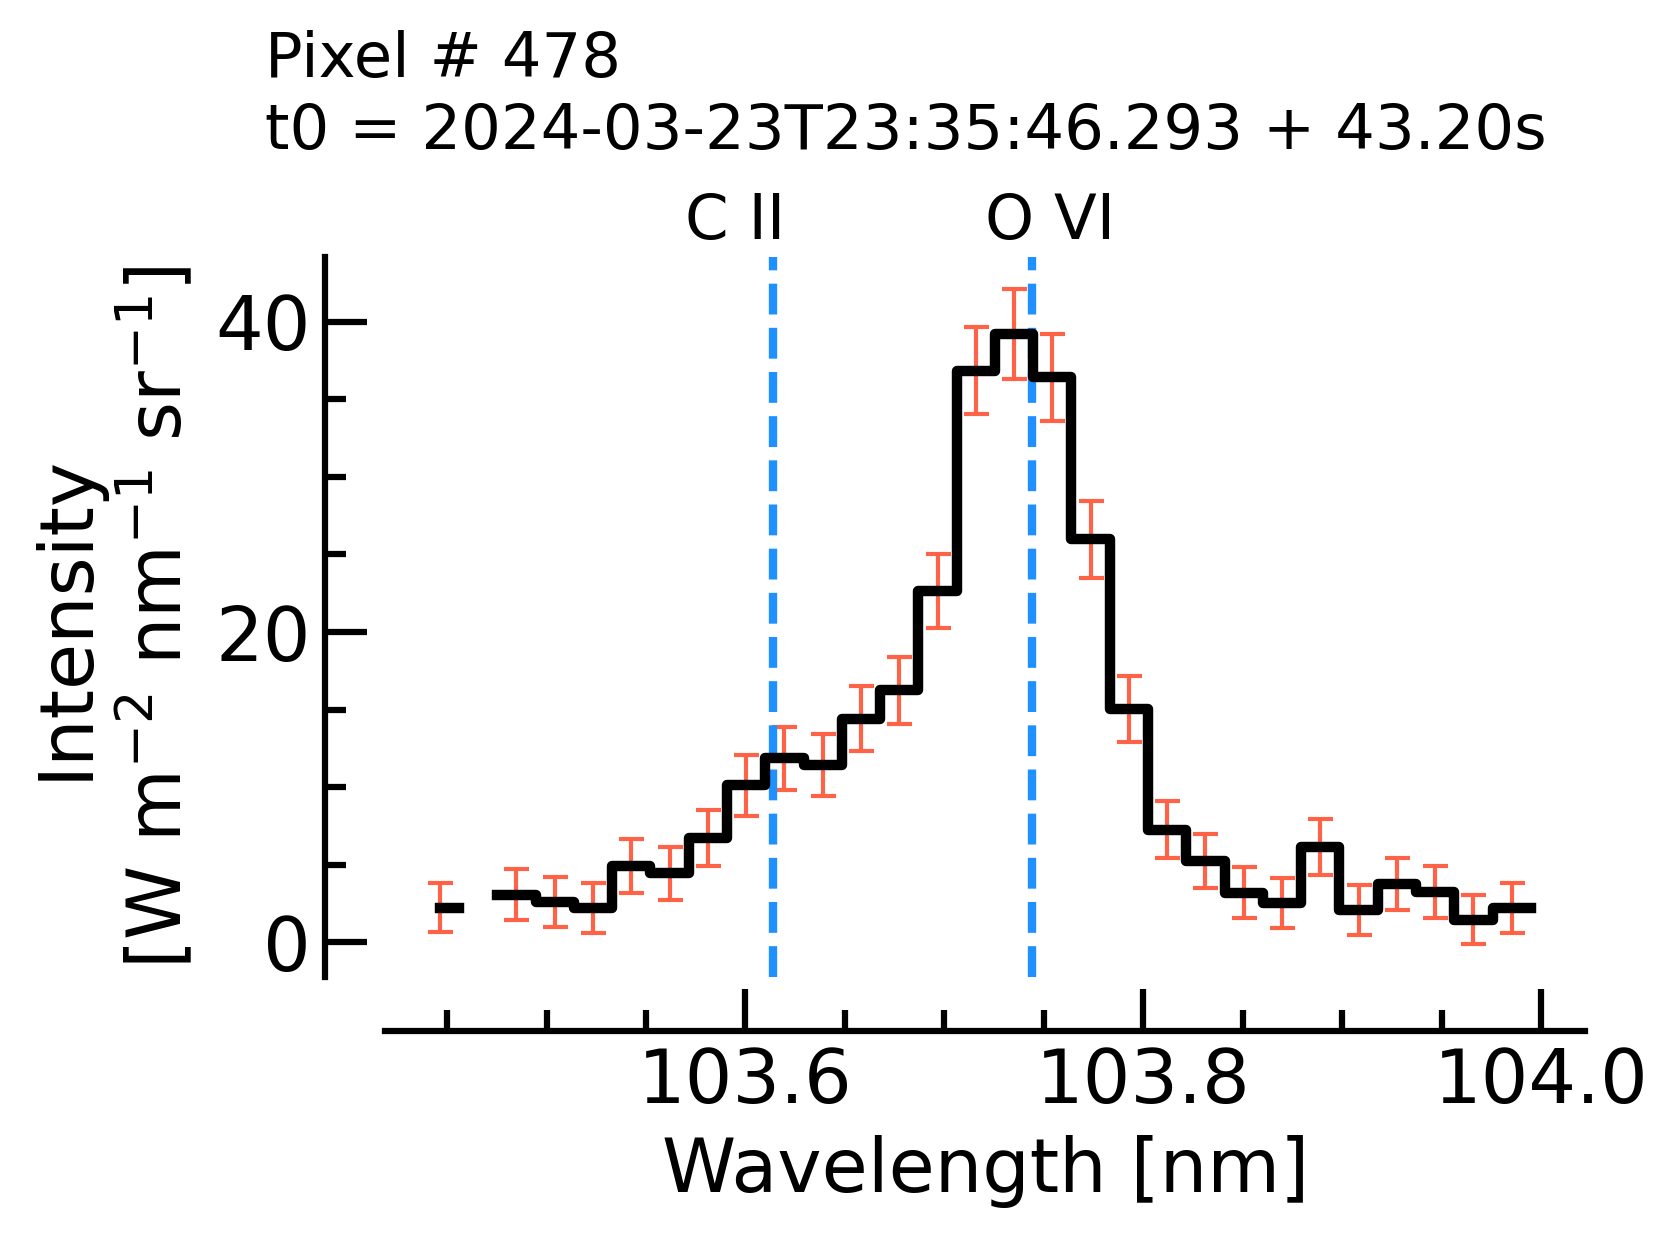 Pixel # 478
t0 = 2024-03-23T23:35:46.293 + 43.20s
C II O VI
Intensity
[W m⁻² nm⁻¹ sr⁻¹]
40
20
0
103.6 103.8 104.0
Wavelength [nm]